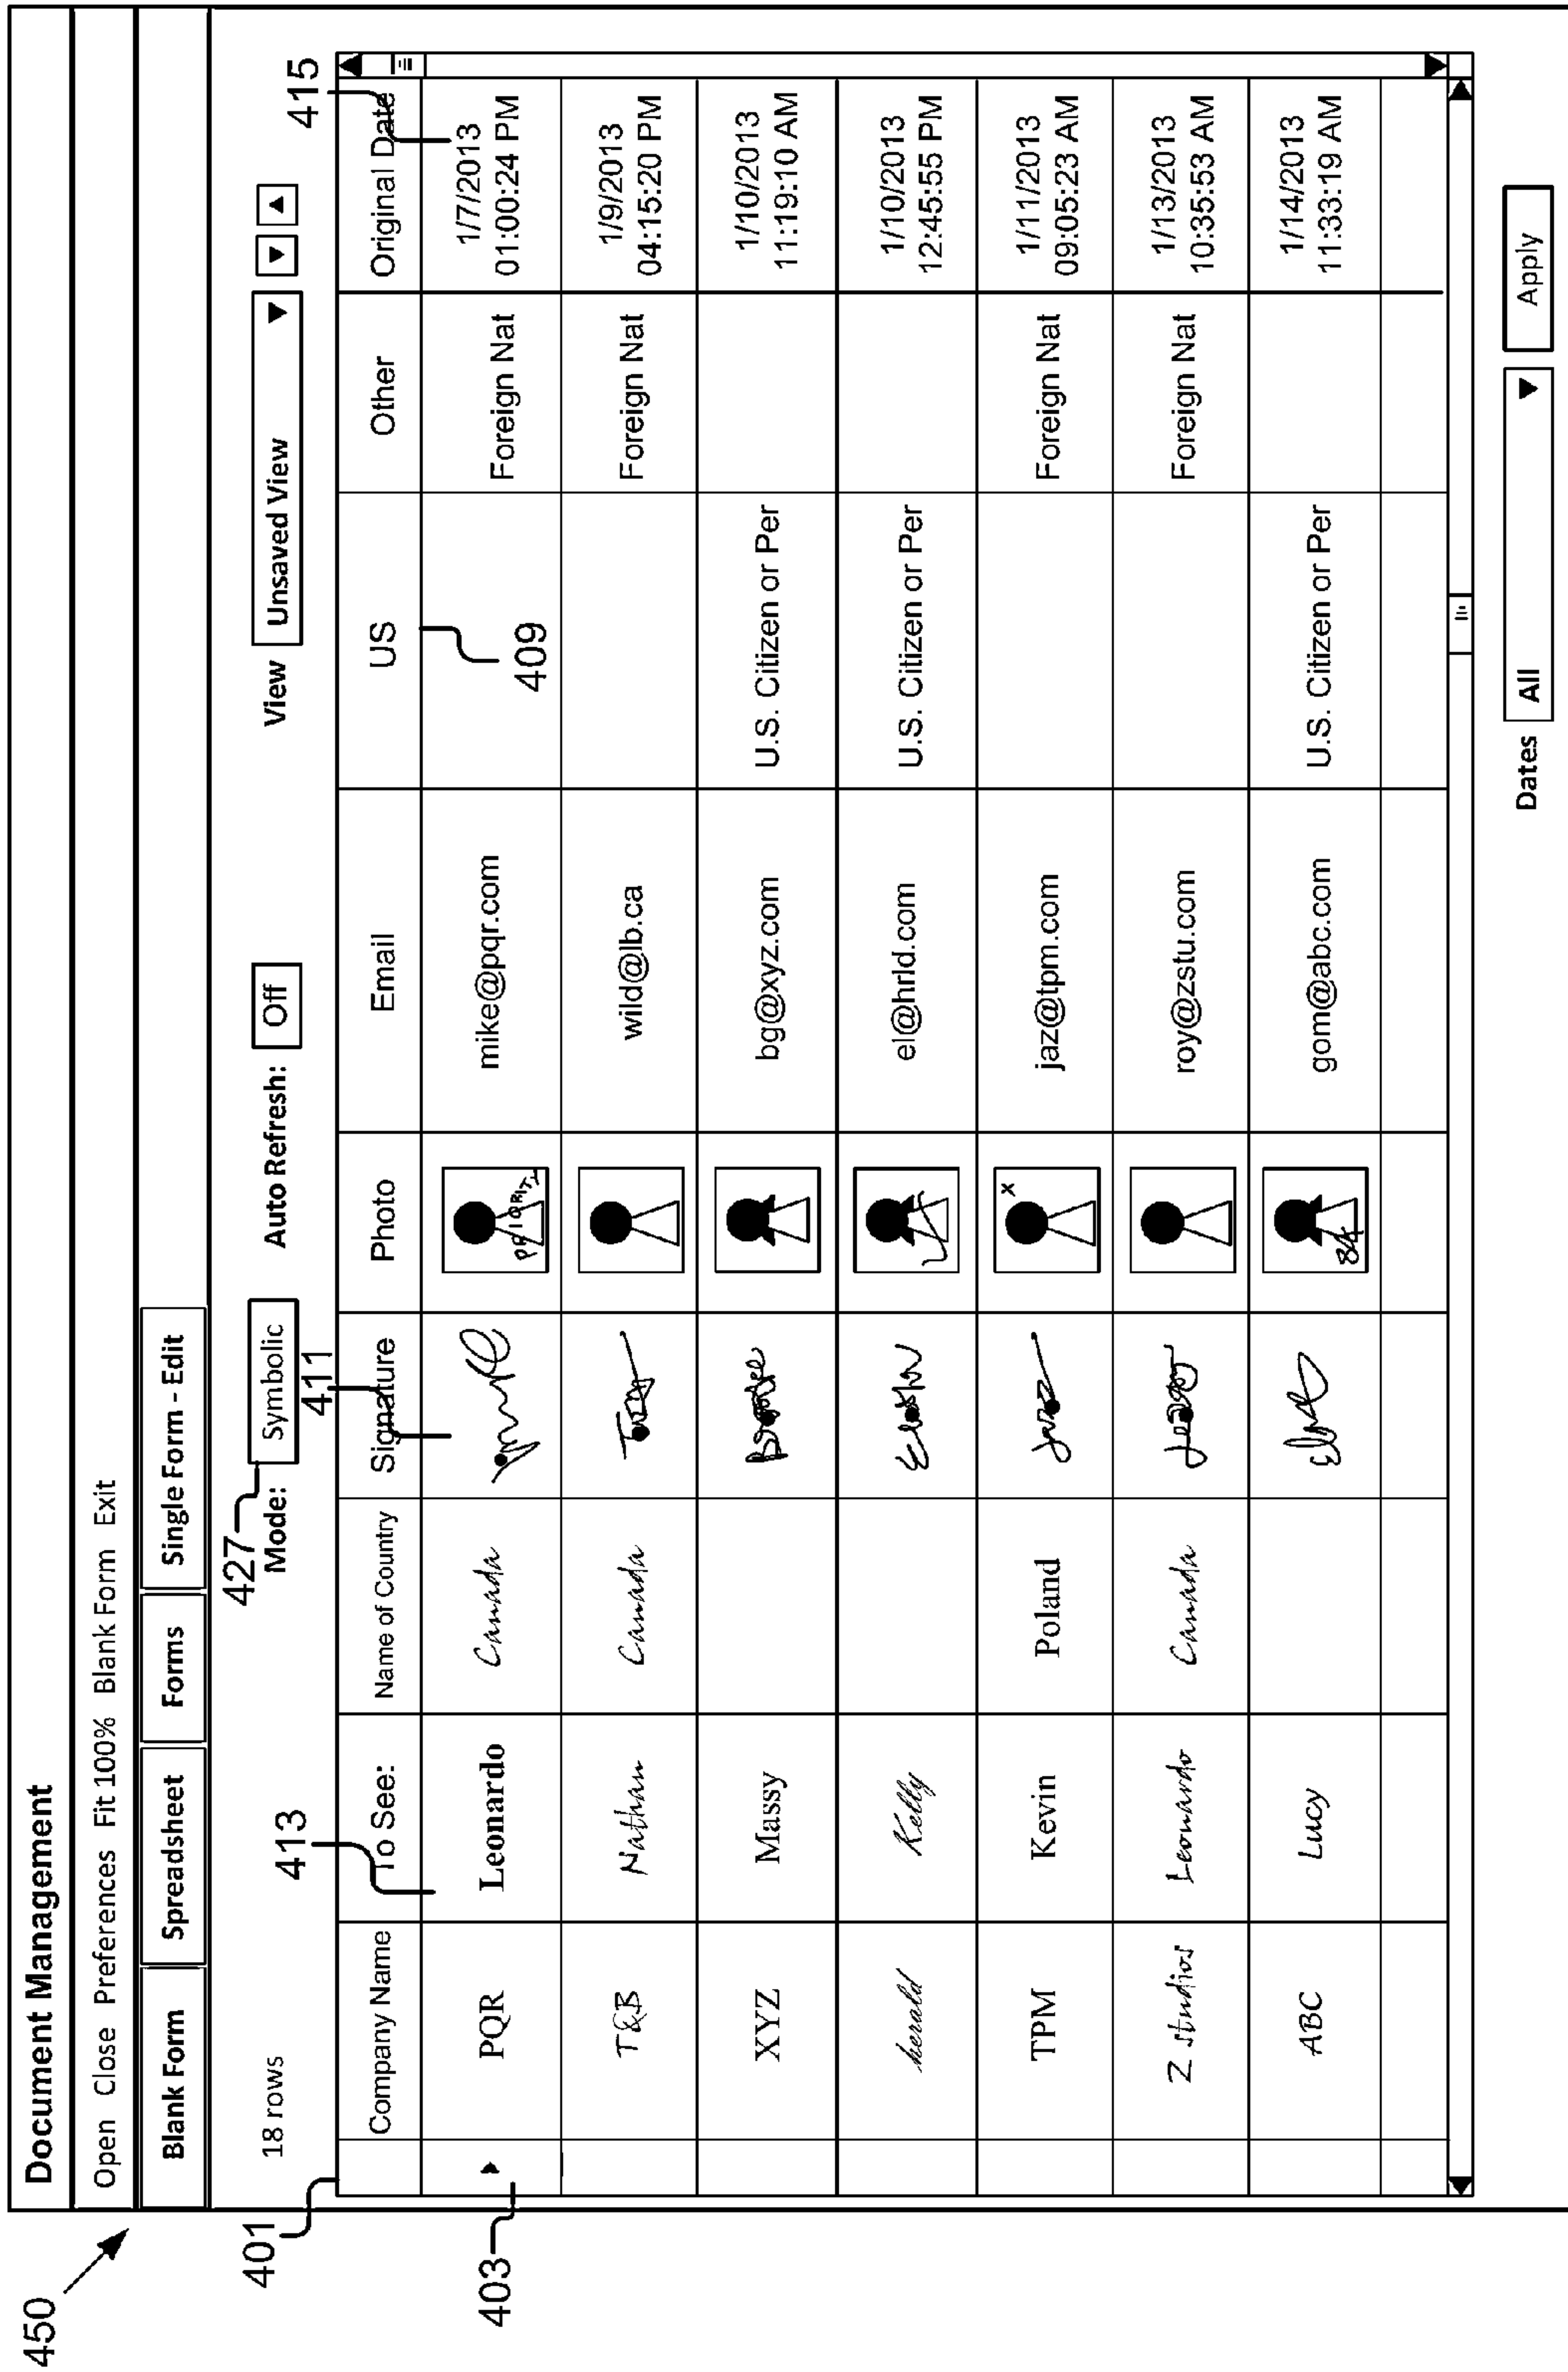 450
Document Management
Open Close Preferences Fit 100% Blank Form Exit
Blank Form Spreadsheet Forms Single Form - Edit
18 rows 427 Mode: Symbolic Auto Refresh: Off View Unsaved View
401 413 411 415
Company Name To See: Name of Country Signature Photo Email US Other Original Date
403 PQR Leonardo Canada PRIORITY mike@pqr.com 409 Foreign Nat 1/7/2013
01:00:24 PM
T&B Nathan Canada wild@lb.ca Foreign Nat 1/9/2013
04:15:20 PM
XYZ Massy bg@xyz.com U.S. Citizen or Per 1/10/2013
11:19:10 AM
herald Kelly el@hrld.com U.S. Citizen or Per 1/10/2013
12:45:55 PM
TPM Kevin Poland x jaz@tpm.com Foreign Nat 1/11/2013
09:05:23 AM
Z studios Leonardo Canada roy@zstu.com Foreign Nat 1/13/2013
10:35:53 AM
ABC Lucy gom@abc.com U.S. Citizen or Per 1/14/2013
11:33:19 AM
Dates All Apply